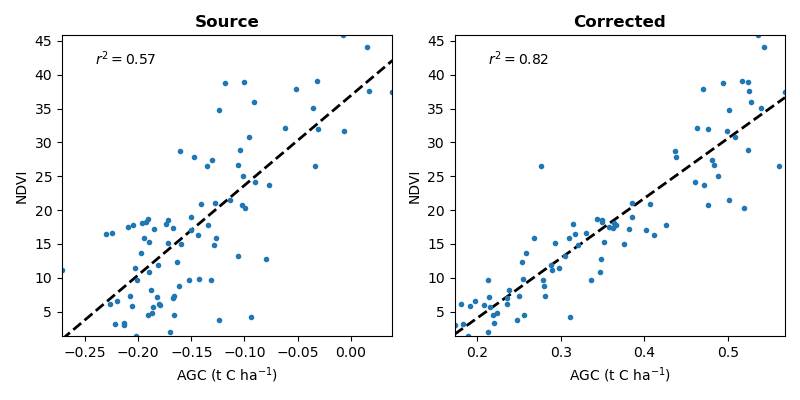 Source
r² = 0.57
NDVI
45
40
35
30
25
20
15
10
5
−0.25 −0.20 −0.15 −0.10 −0.05 0.00
AGC (t C ha⁻¹)
Corrected
r² = 0.82
NDVI
45
40
35
30
25
20
15
10
5
0.2 0.3 0.4 0.5
AGC (t C ha⁻¹)